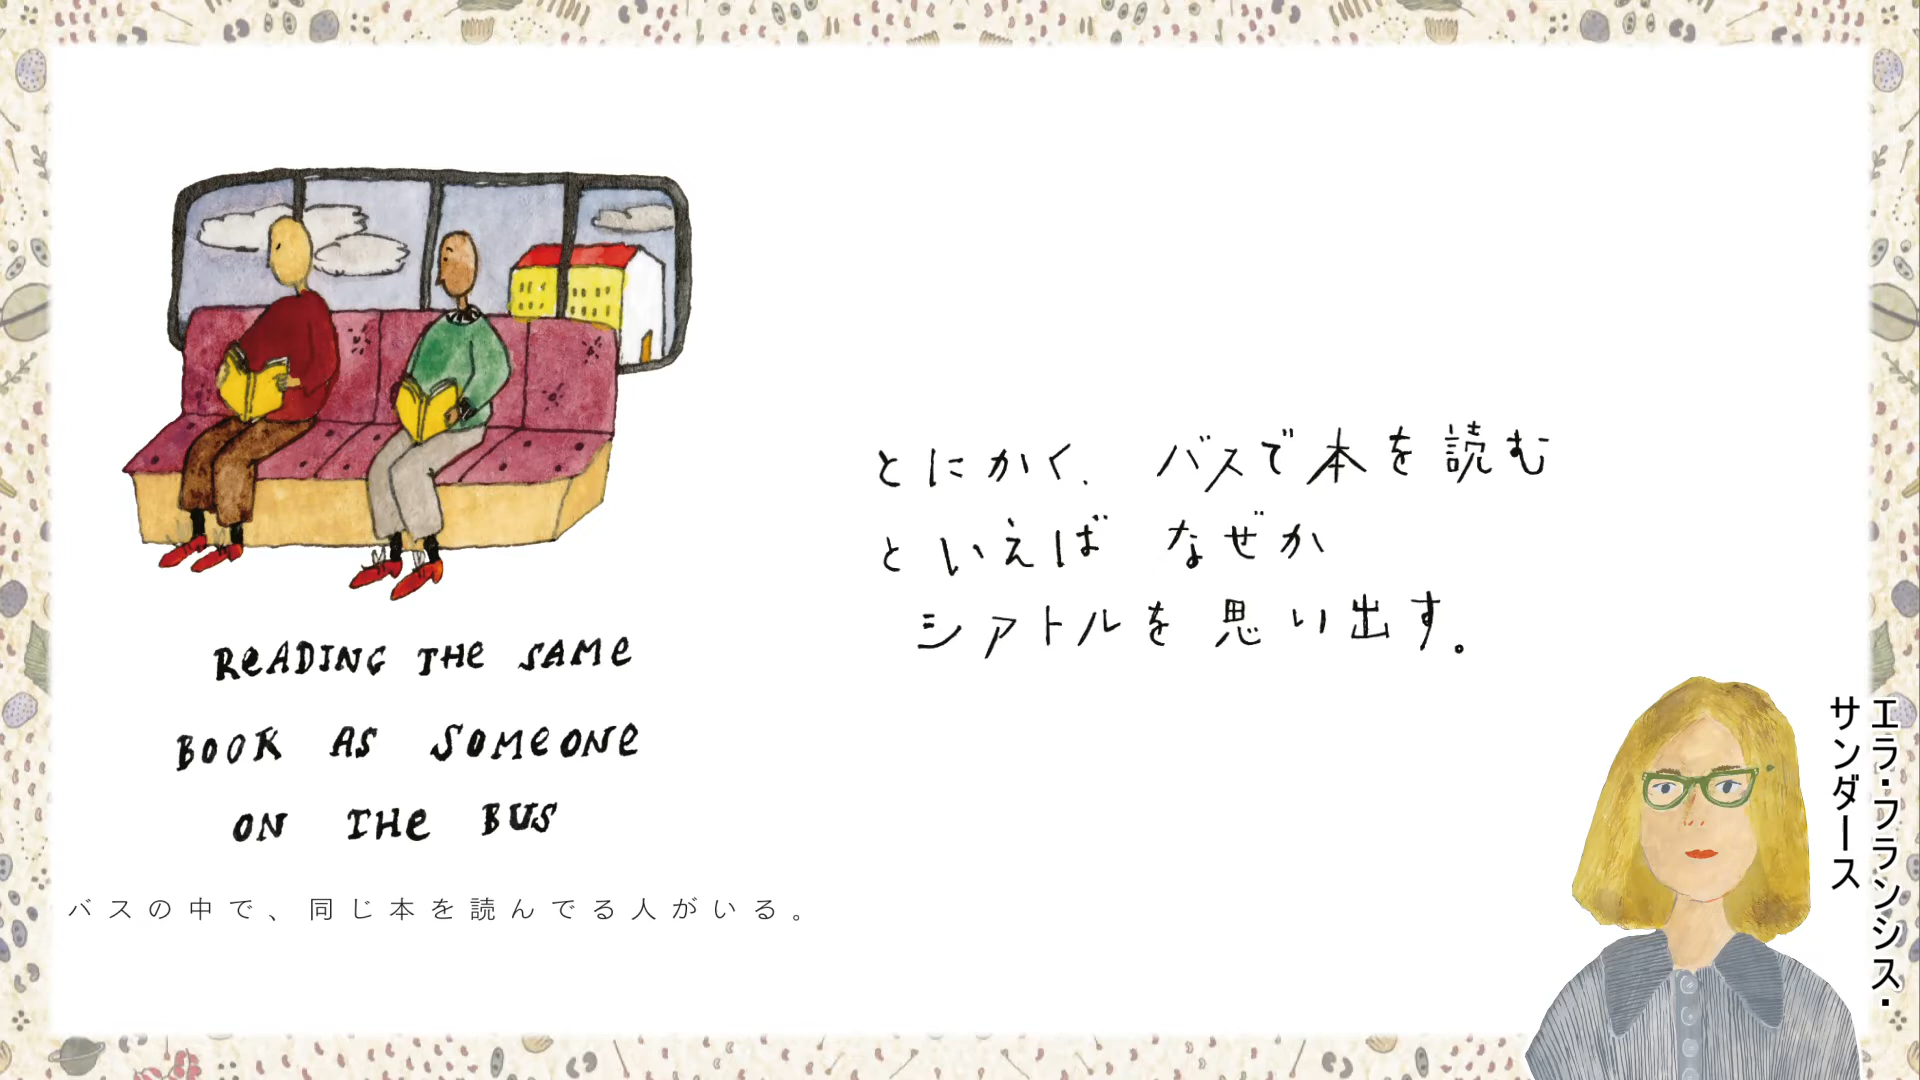 READING THE SAME
BOOK AS SOMEONE
ON THE BUS
バスの中で、同じ本を読んでる人がいる。
とにかく、バスで本を読む
といえば なぜか
シアトルを思い出す。
エラ・フランシス・
サンダース